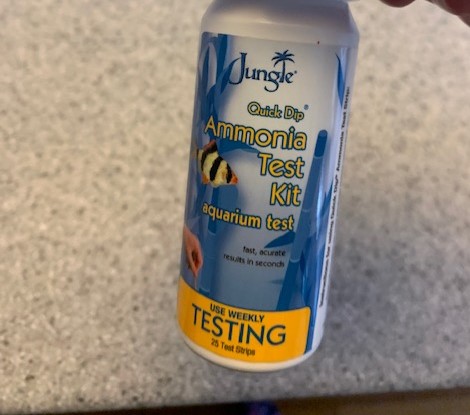 Jungle®
Quick Dip®
Ammonia
Test
Kit
aquarium test
fast, acurate
results in seconds
USE WEEKLY
TESTING
25 Test Strips